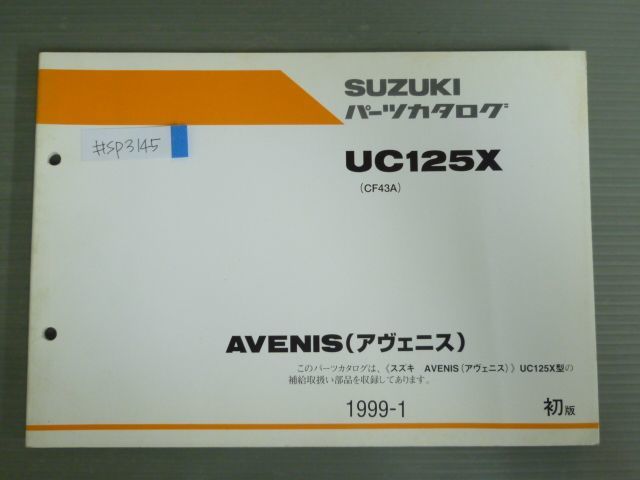 SUZUKI
パーツカタログ
#SP3145
UC125X
(CF43A)
AVENIS(アヴェニス)
このパーツカタログは、《スズキ AVENIS(アヴェニス)》UC125X型の
補給取扱い部品を収録してあります。
1999-1
初版